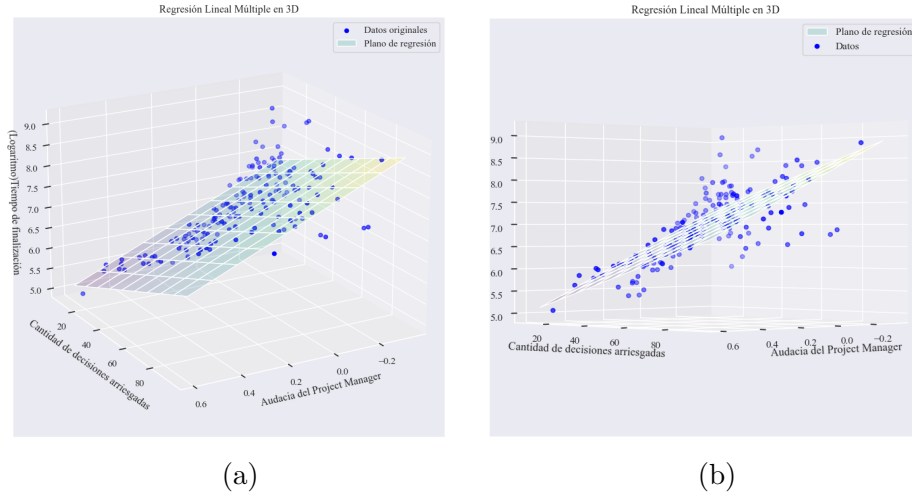 Regresión Lineal Múltiple en 3D
Datos originales
Plano de regresión
(Logaritmo)Tiempo de finalización
9.0
8.5
8.0
7.5
7.0
6.5
6.0
5.5
5.0
20
40
60
80
Cantidad de decisiones arriesgadas
0.6
0.4
0.2
0.0
−0.2
Audacia del Project Manager
(a)
Regresión Lineal Múltiple en 3D
Plano de regresión
Datos
9.0
8.5
8.0
7.5
7.0
6.5
6.0
5.5
5.0
20
40
60
80
Cantidad de decisiones arriesgadas
0.6
0.4
0.2
0.0
−0.2
Audacia del Project Manager
(b)